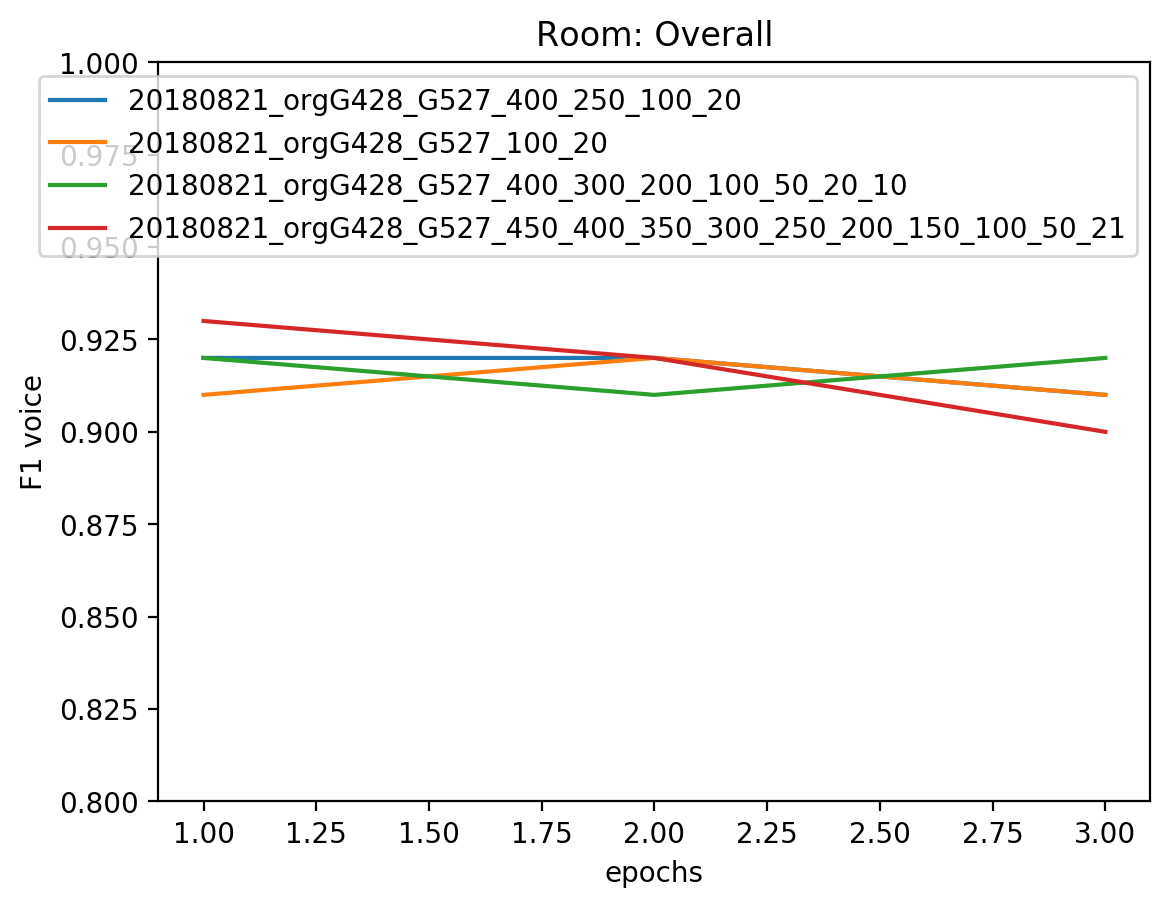 Room: Overall
1.000
0.975
0.950
0.925
0.900
0.875
0.850
0.825
0.800
F1 voice
20180821_orgG428_G527_400_250_100_20
20180821_orgG428_G527_100_20
20180821_orgG428_G527_400_300_200_100_50_20_10
20180821_orgG428_G527_450_400_350_300_250_200_150_100_50_21
1.00 1.25 1.50 1.75 2.00 2.25 2.50 2.75 3.00
epochs